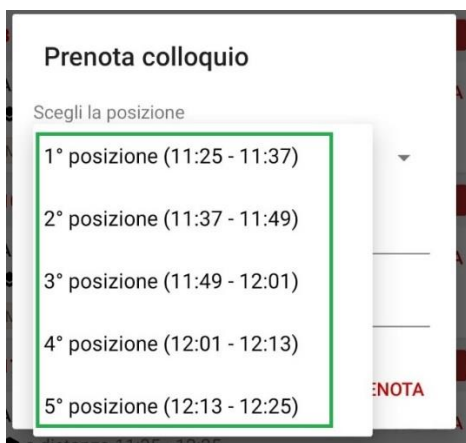 Prenota colloquio
Scegli la posizione
1° posizione (11:25 - 11:37)
2° posizione (11:37 - 11:49)
3° posizione (11:49 - 12:01)
4° posizione (12:01 - 12:13)
ENOTA
5° posizione (12:13 - 12:25)